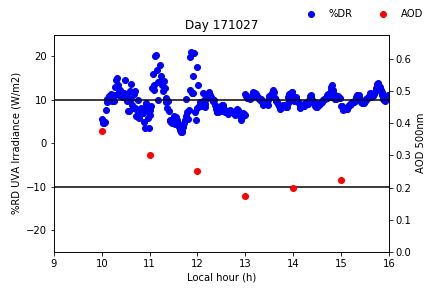 %DR AOD
Day 171027
%RD UVA Irradiance (W/m2)
20
10
0
−10
−20
0.6
0.5
0.4
0.3
0.2
0.1
0.0
AOD 500nm
9 10 11 12 13 14 15 16
Local hour (h)